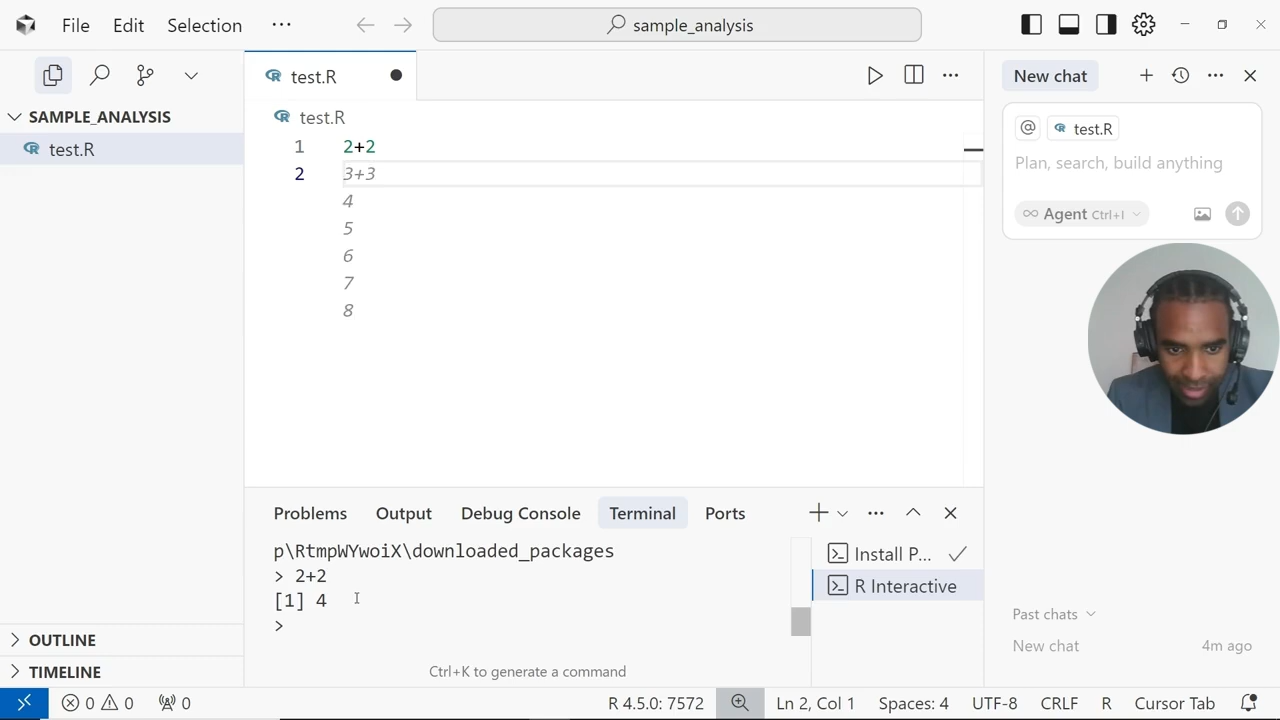 File Edit Selection ··· sample_analysis
test.R
New chat
SAMPLE_ANALYSIS
test.R
test.R
1 2+2
2 3+3
4
5
6
7
8
@ test.R
Plan, search, build anything
Agent Ctrl+I
Problems Output Debug Console Terminal Ports
p\RtmpWYwoiX\downloaded_packages
> 2+2
[1] 4
>
Ctrl+K to generate a command
Install P...
R Interactive
Past chats
New chat 4m ago
OUTLINE
TIMELINE
0 0 0 R 4.5.0: 7572 Ln 2, Col 1 Spaces: 4 UTF-8 CRLF R Cursor Tab